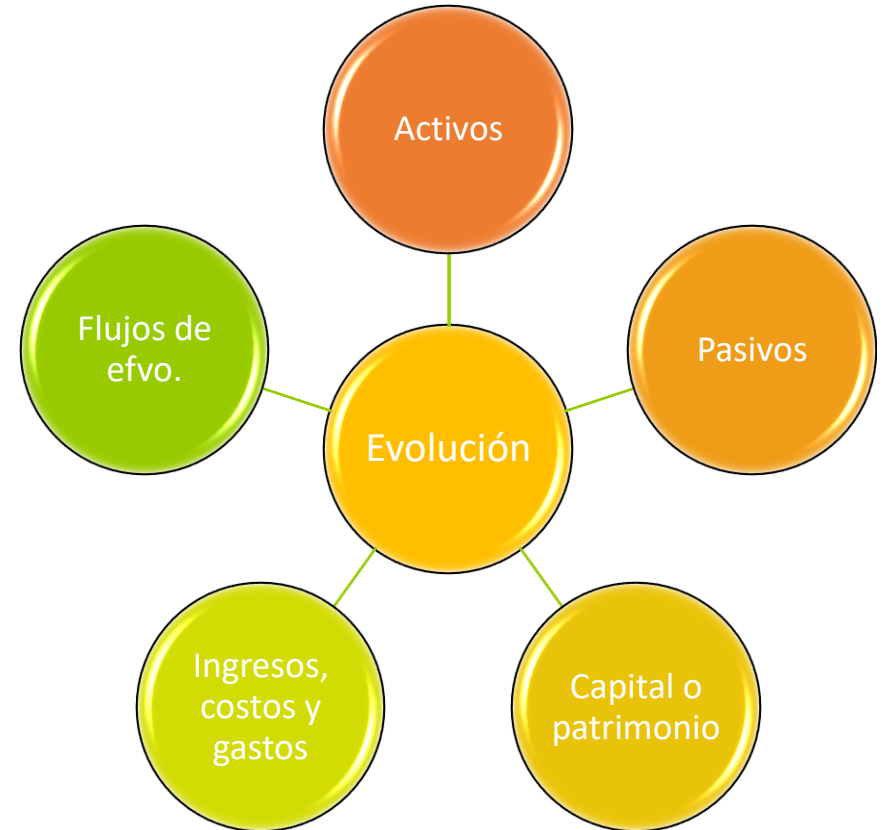 Activos
Pasivos
Capital o
patrimonio
Ingresos,
costos y
gastos
Flujos de
efvo.
Evolución